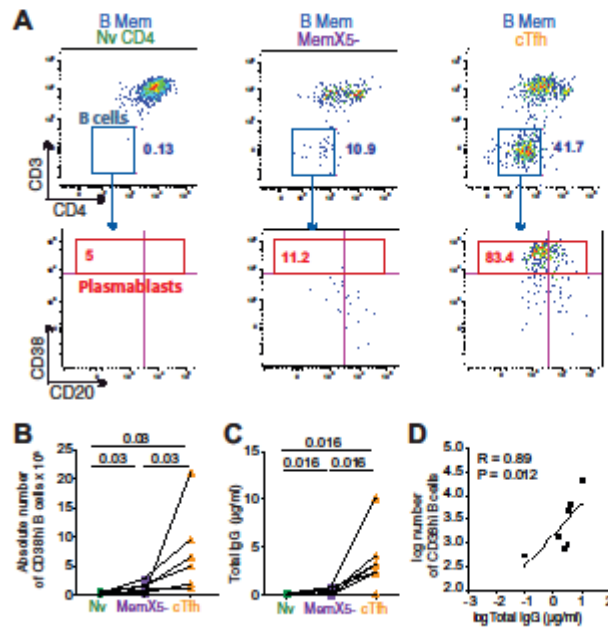 A
B Mem
Nv CD4
B Mem
MemX5-
B Mem
cTfh
B cells
0.13
10.9
41.7
CD3
CD4
5
Plasmablasts
11.2
83.4
CD38
CD20
B
0.03
0.03
0.03
Absolute number
of CD38hi B cells x 10
25
20
15
10
5
0
Nv
MemX5-
cTfh
C
0.016
0.016
0.016
Total IgG (µg/ml)
15
10
5
0
Nv
MemX5-
cTfh
D
R = 0.89
P = 0.012
log number
of CD38hi B cells
5.0
4.5
4.0
3.5
3.0
2.5
2.0
-3
-2
-1
0
1
2
log Total IgG (µg/ml)